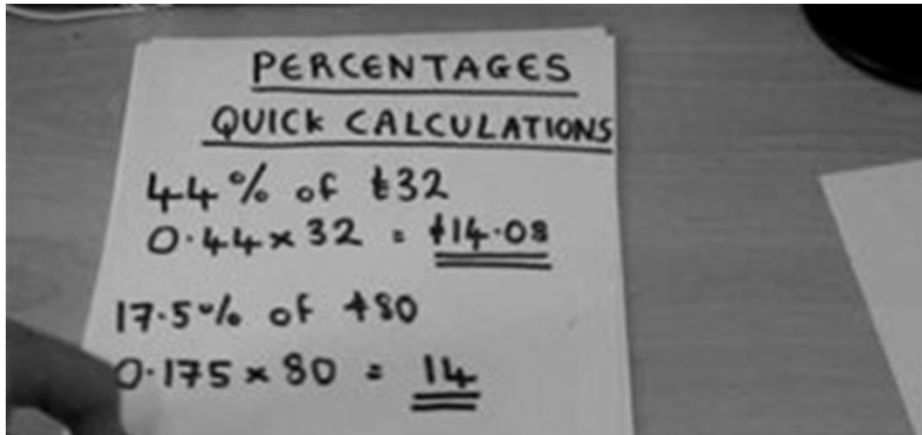 PERCENTAGES
QUICK CALCULATIONS
44% of £32
0.44 x 32 = £14.08
17.5% of £80
0.175 x 80 = 14